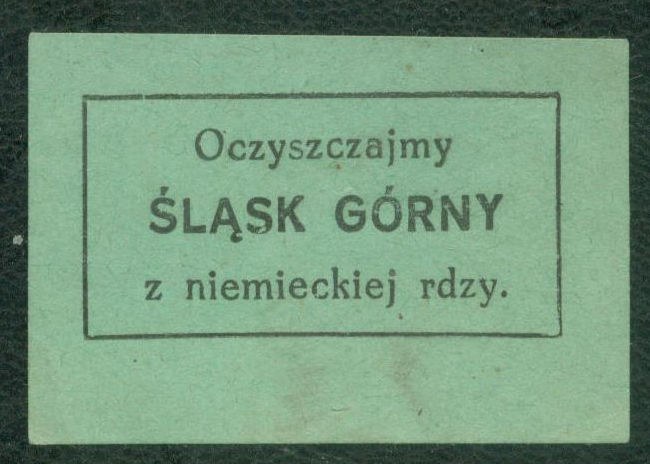 Oczyszczajmy
ŚLĄSK GÓRNY
z niemieckiej rdzy.